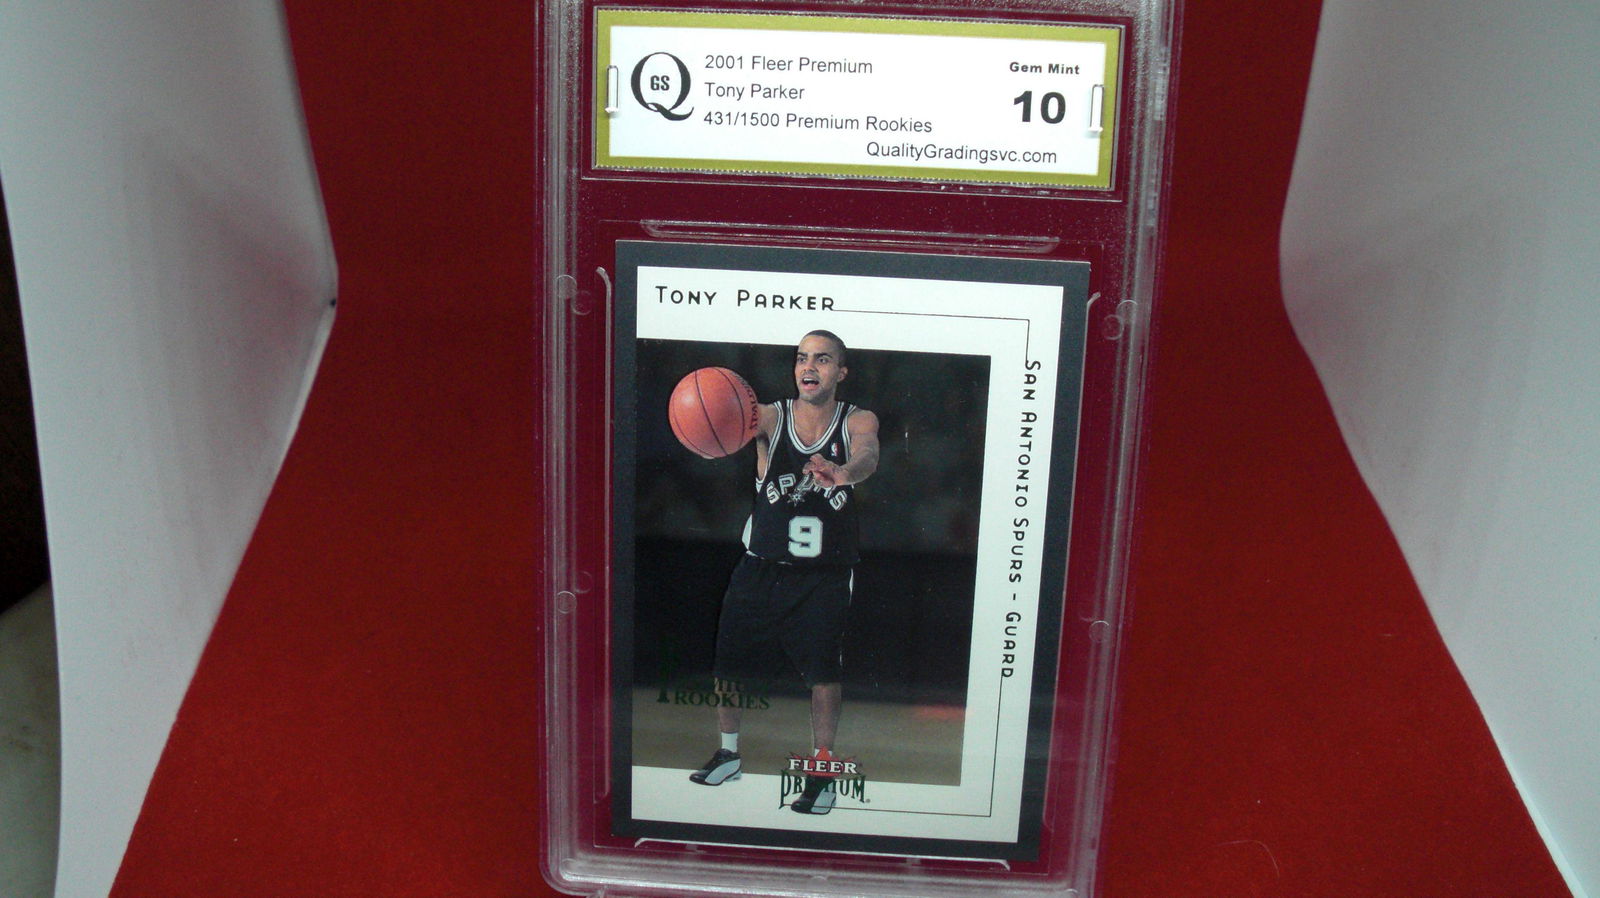 GS
2001 Fleer Premium
Tony Parker
431/1500 Premium Rookies
QualityGradingsvc.com
Gem Mint
10
TONY PARKER
SAN ANTONIO SPURS - GUARD
SPALDING
SPURS
9
ROOKIES
FLEER
PREMIUM